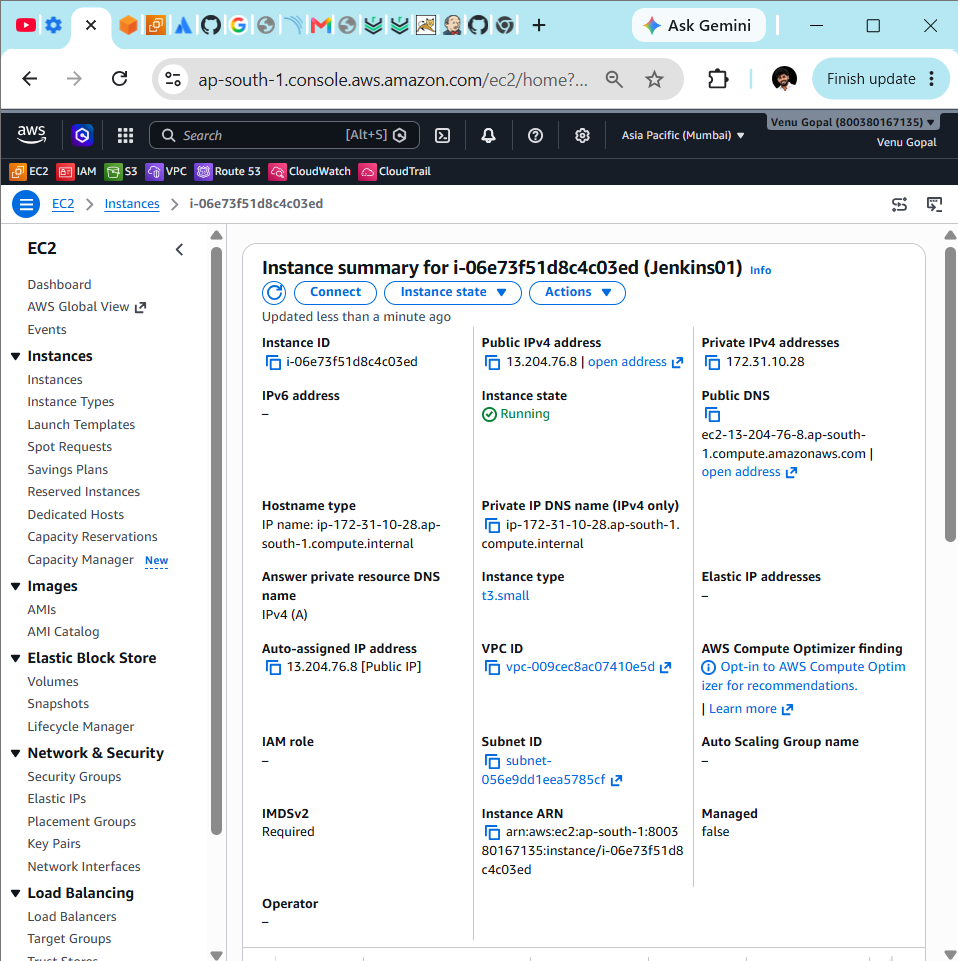 Ask Gemini
ap-south-1.console.aws.amazon.com/ec2/home?...
Finish update
aws
Search
[Alt+S]
Asia Pacific (Mumbai)
Venu Gopal (800380167135)
Venu Gopal
EC2
IAM
S3
VPC
Route 53
CloudWatch
CloudTrail
EC2
Instances
i-06e73f51d8c4c03ed
EC2
Dashboard
AWS Global View
Events
Instances
Instances
Instance Types
Launch Templates
Spot Requests
Savings Plans
Reserved Instances
Dedicated Hosts
Capacity Reservations
Capacity Manager New
Images
AMIs
AMI Catalog
Elastic Block Store
Volumes
Snapshots
Lifecycle Manager
Network & Security
Security Groups
Elastic IPs
Placement Groups
Key Pairs
Network Interfaces
Load Balancing
Load Balancers
Target Groups
Trust Stores
Instance summary for i-06e73f51d8c4c03ed (Jenkins01) Info
Connect
Instance state
Actions
Updated less than a minute ago
Instance ID
i-06e73f51d8c4c03ed
Public IPv4 address
13.204.76.8 | open address
Private IPv4 addresses
172.31.10.28
IPv6 address
–
Instance state
Running
Public DNS
ec2-13-204-76-8.ap-south-
1.compute.amazonaws.com |
open address
Hostname type
IP name: ip-172-31-10-28.ap-
south-1.compute.internal
Private IP DNS name (IPv4 only)
ip-172-31-10-28.ap-south-1.
compute.internal
Answer private resource DNS
name
IPv4 (A)
Instance type
t3.small
Elastic IP addresses
–
Auto-assigned IP address
13.204.76.8 [Public IP]
VPC ID
vpc-009cec8ac07410e5d
AWS Compute Optimizer finding
Opt-in to AWS Compute Optim
izer for recommendations.
| Learn more
IAM role
–
Subnet ID
subnet-
056e9dd1eea5785cf
Auto Scaling Group name
–
IMDSv2
Required
Instance ARN
arn:aws:ec2:ap-south-1:8003
80167135:instance/i-06e73f51d8
c4c03ed
Managed
false
Operator
–